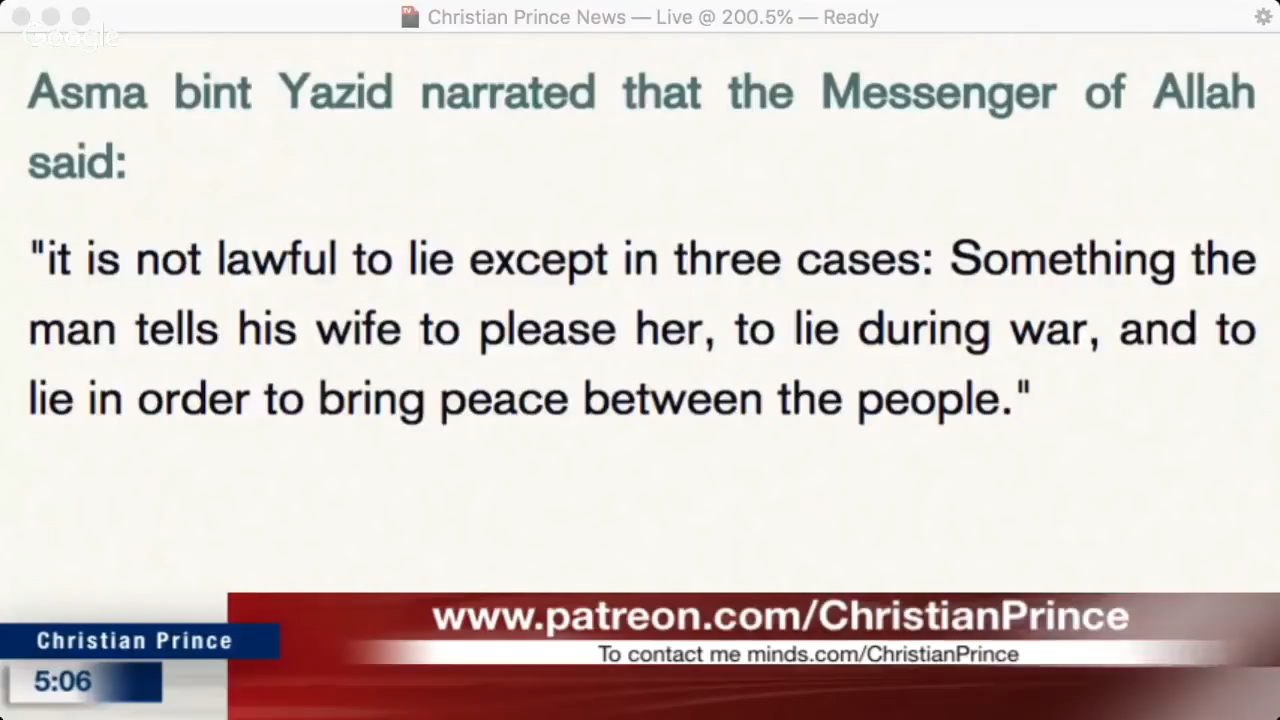 Christian Prince News — Live @ 200.5% — Ready
Google
Asma bint Yazid narrated that the Messenger of Allah
said:
"it is not lawful to lie except in three cases: Something the
man tells his wife to please her, to lie during war, and to
lie in order to bring peace between the people."
www.patreon.com/ChristianPrince
Christian Prince
To contact me minds.com/ChristianPrince
5:06